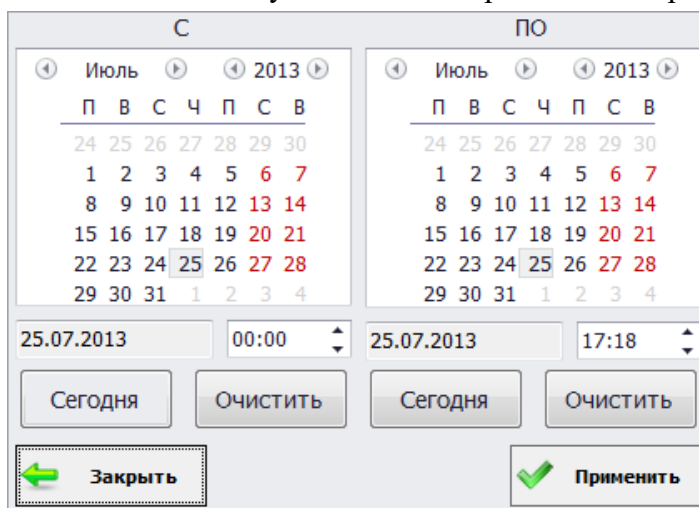 С ПО
Июль 2013 Июль 2013
П В С Ч П С В П В С Ч П С В
24 25 26 27 28 29 30 24 25 26 27 28 29 30
1 2 3 4 5 6 7 1 2 3 4 5 6 7
8 9 10 11 12 13 14 8 9 10 11 12 13 14
15 16 17 18 19 20 21 15 16 17 18 19 20 21
22 23 24 25 26 27 28 22 23 24 25 26 27 28
29 30 31 1 2 3 4 29 30 31 1 2 3 4
25.07.2013 00:00 25.07.2013 17:18
Сегодня Очистить Сегодня Очистить
Закрыть Применить